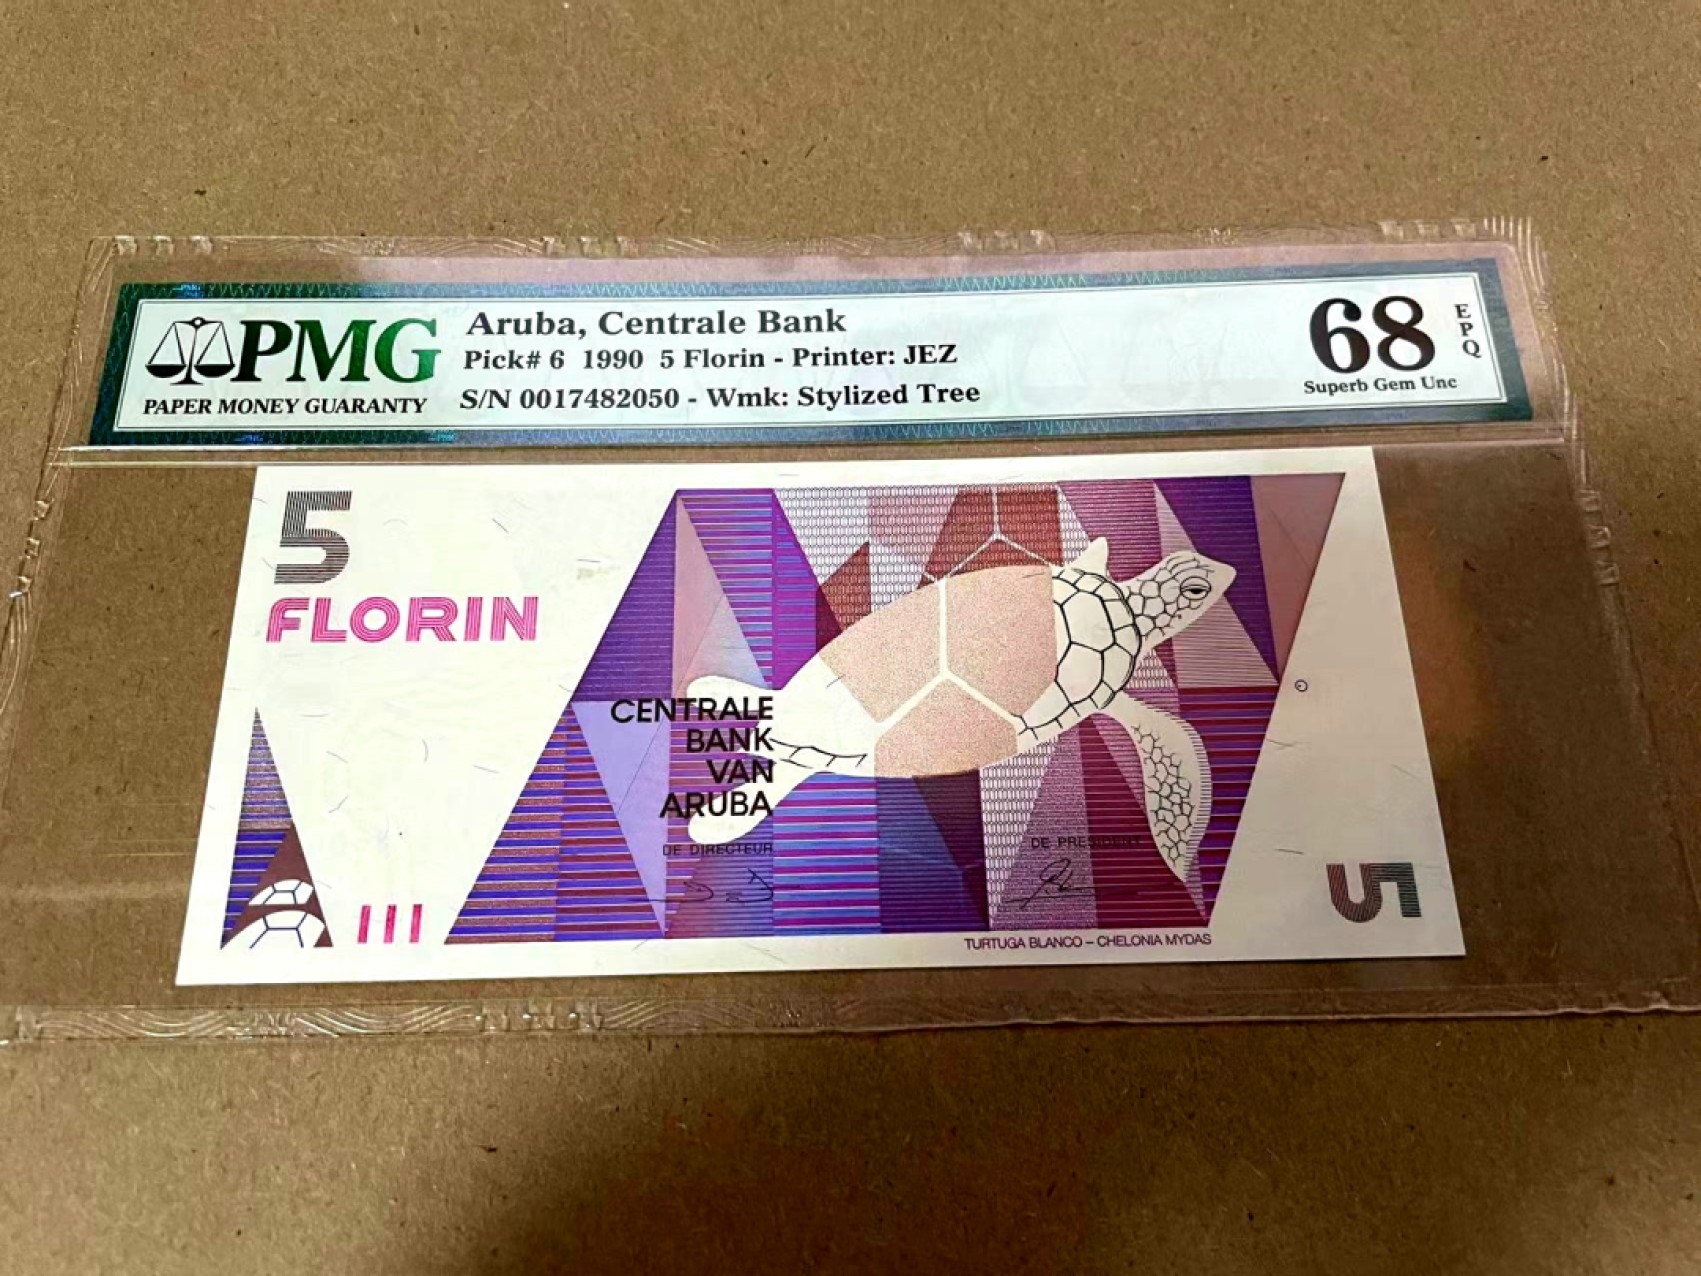 PMG
PAPER MONEY GUARANTY
Aruba, Centrale Bank
Pick# 6 1990 5 Florin - Printer: JEZ
S/N 0017482050 - Wmk: Stylized Tree
68
EPQ
Superb Gem Unc
5
FLORIN
CENTRALE
BANK
VAN
ARUBA
DE DIRECTEUR
DE PRESIDENT
TURTUGA BLANCO – CHELONIA MYDAS
5